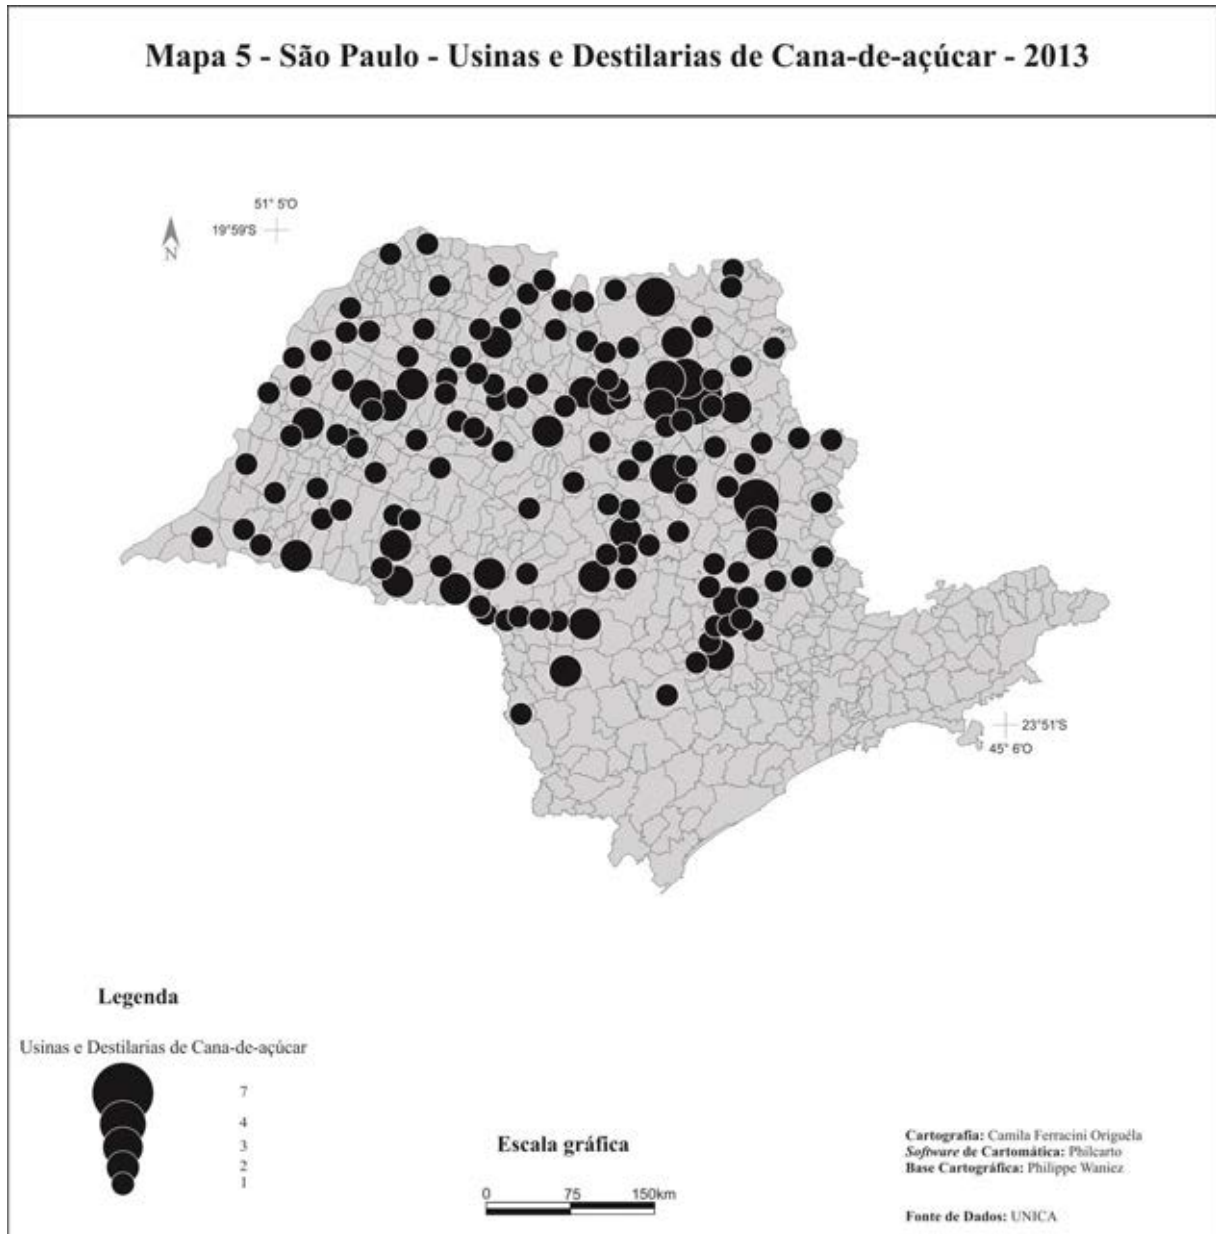 Mapa 5 - São Paulo - Usinas e Destilarias de Cana-de-açúcar - 2013
51° 5'O
19°59'S
N
23°51'S
45° 6'O
Legenda
Usinas e Destilarias de Cana-de-açúcar
7
4
3
2
1
Escala gráfica
0 75 150km
Cartografia: Camila Ferracini Origuéla
Software de Cartomática: Philcarto
Base Cartográfica: Philippe Waniez
Fonte de Dados: UNICA